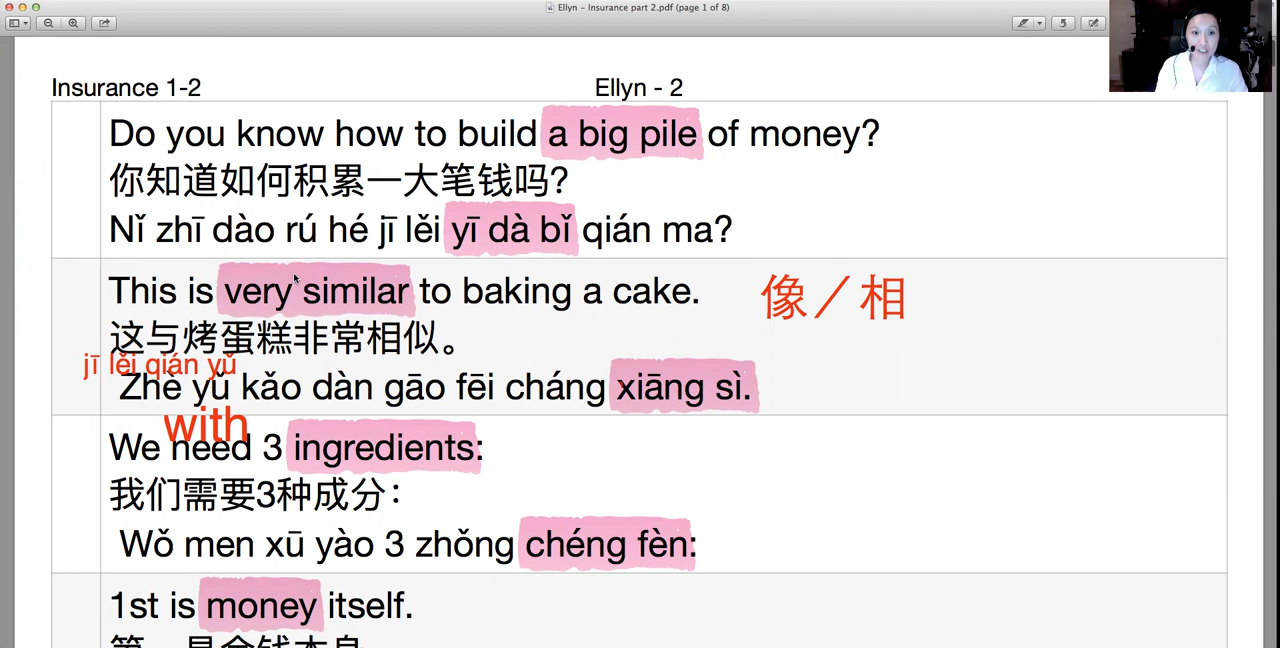 Ellyn - Insurance part 2.pdf (page 1 of 8)
Insurance 1-2
Ellyn - 2
Do you know how to build a big pile of money?
你知道如何积累一大笔钱吗?
Nǐ zhī dào rú hé jī lěi yī dà bǐ qián ma?
This is very similar to baking a cake.
像／相
这与烤蛋糕非常相似。
jī lěi qián yǔ
Zhè yǔ kǎo dàn gāo fēi cháng xiāng sì.
with
We need 3 ingredients:
我们需要3种成分：
Wǒ men xū yào 3 zhǒng chéng fèn:
1st is money itself.